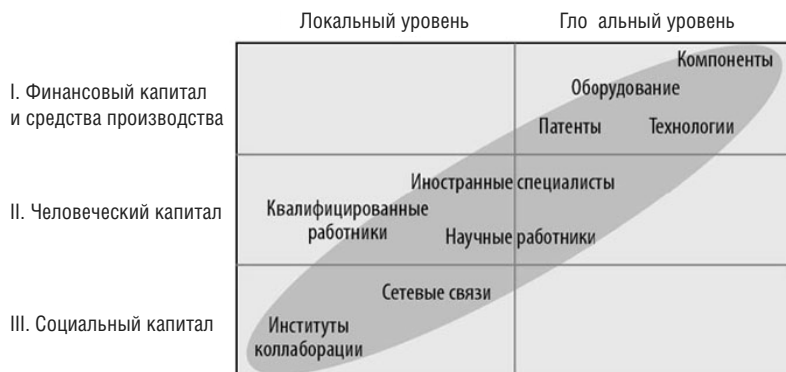 Локальный уровень
Гло альный уровень
I. Финансовый капитал
и средства производства
Компоненты
Оборудование
Патенты
Технологии
II. Человеческий капитал
Иностранные специалисты
Квалифицированные
работники
Научные работники
III. Социальный капитал
Сетевые связи
Институты
коллаборации